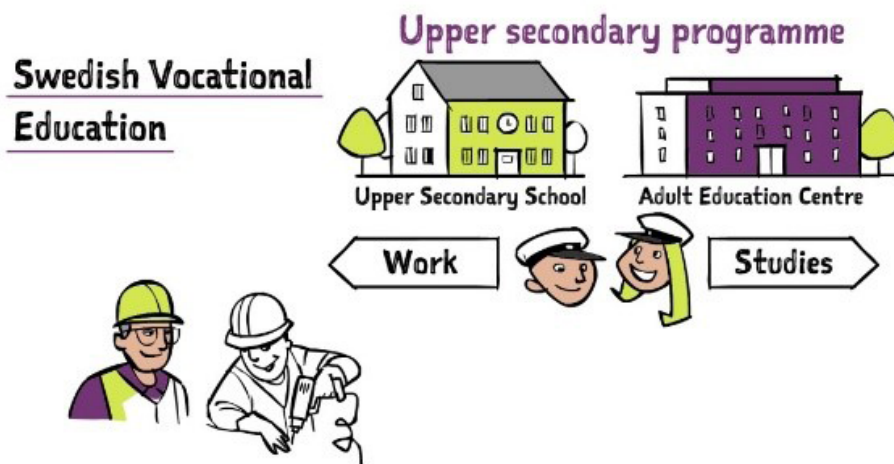 Upper secondary programme
Swedish Vocational
Education
Upper Secondary School
Adult Education Centre
Work
Studies